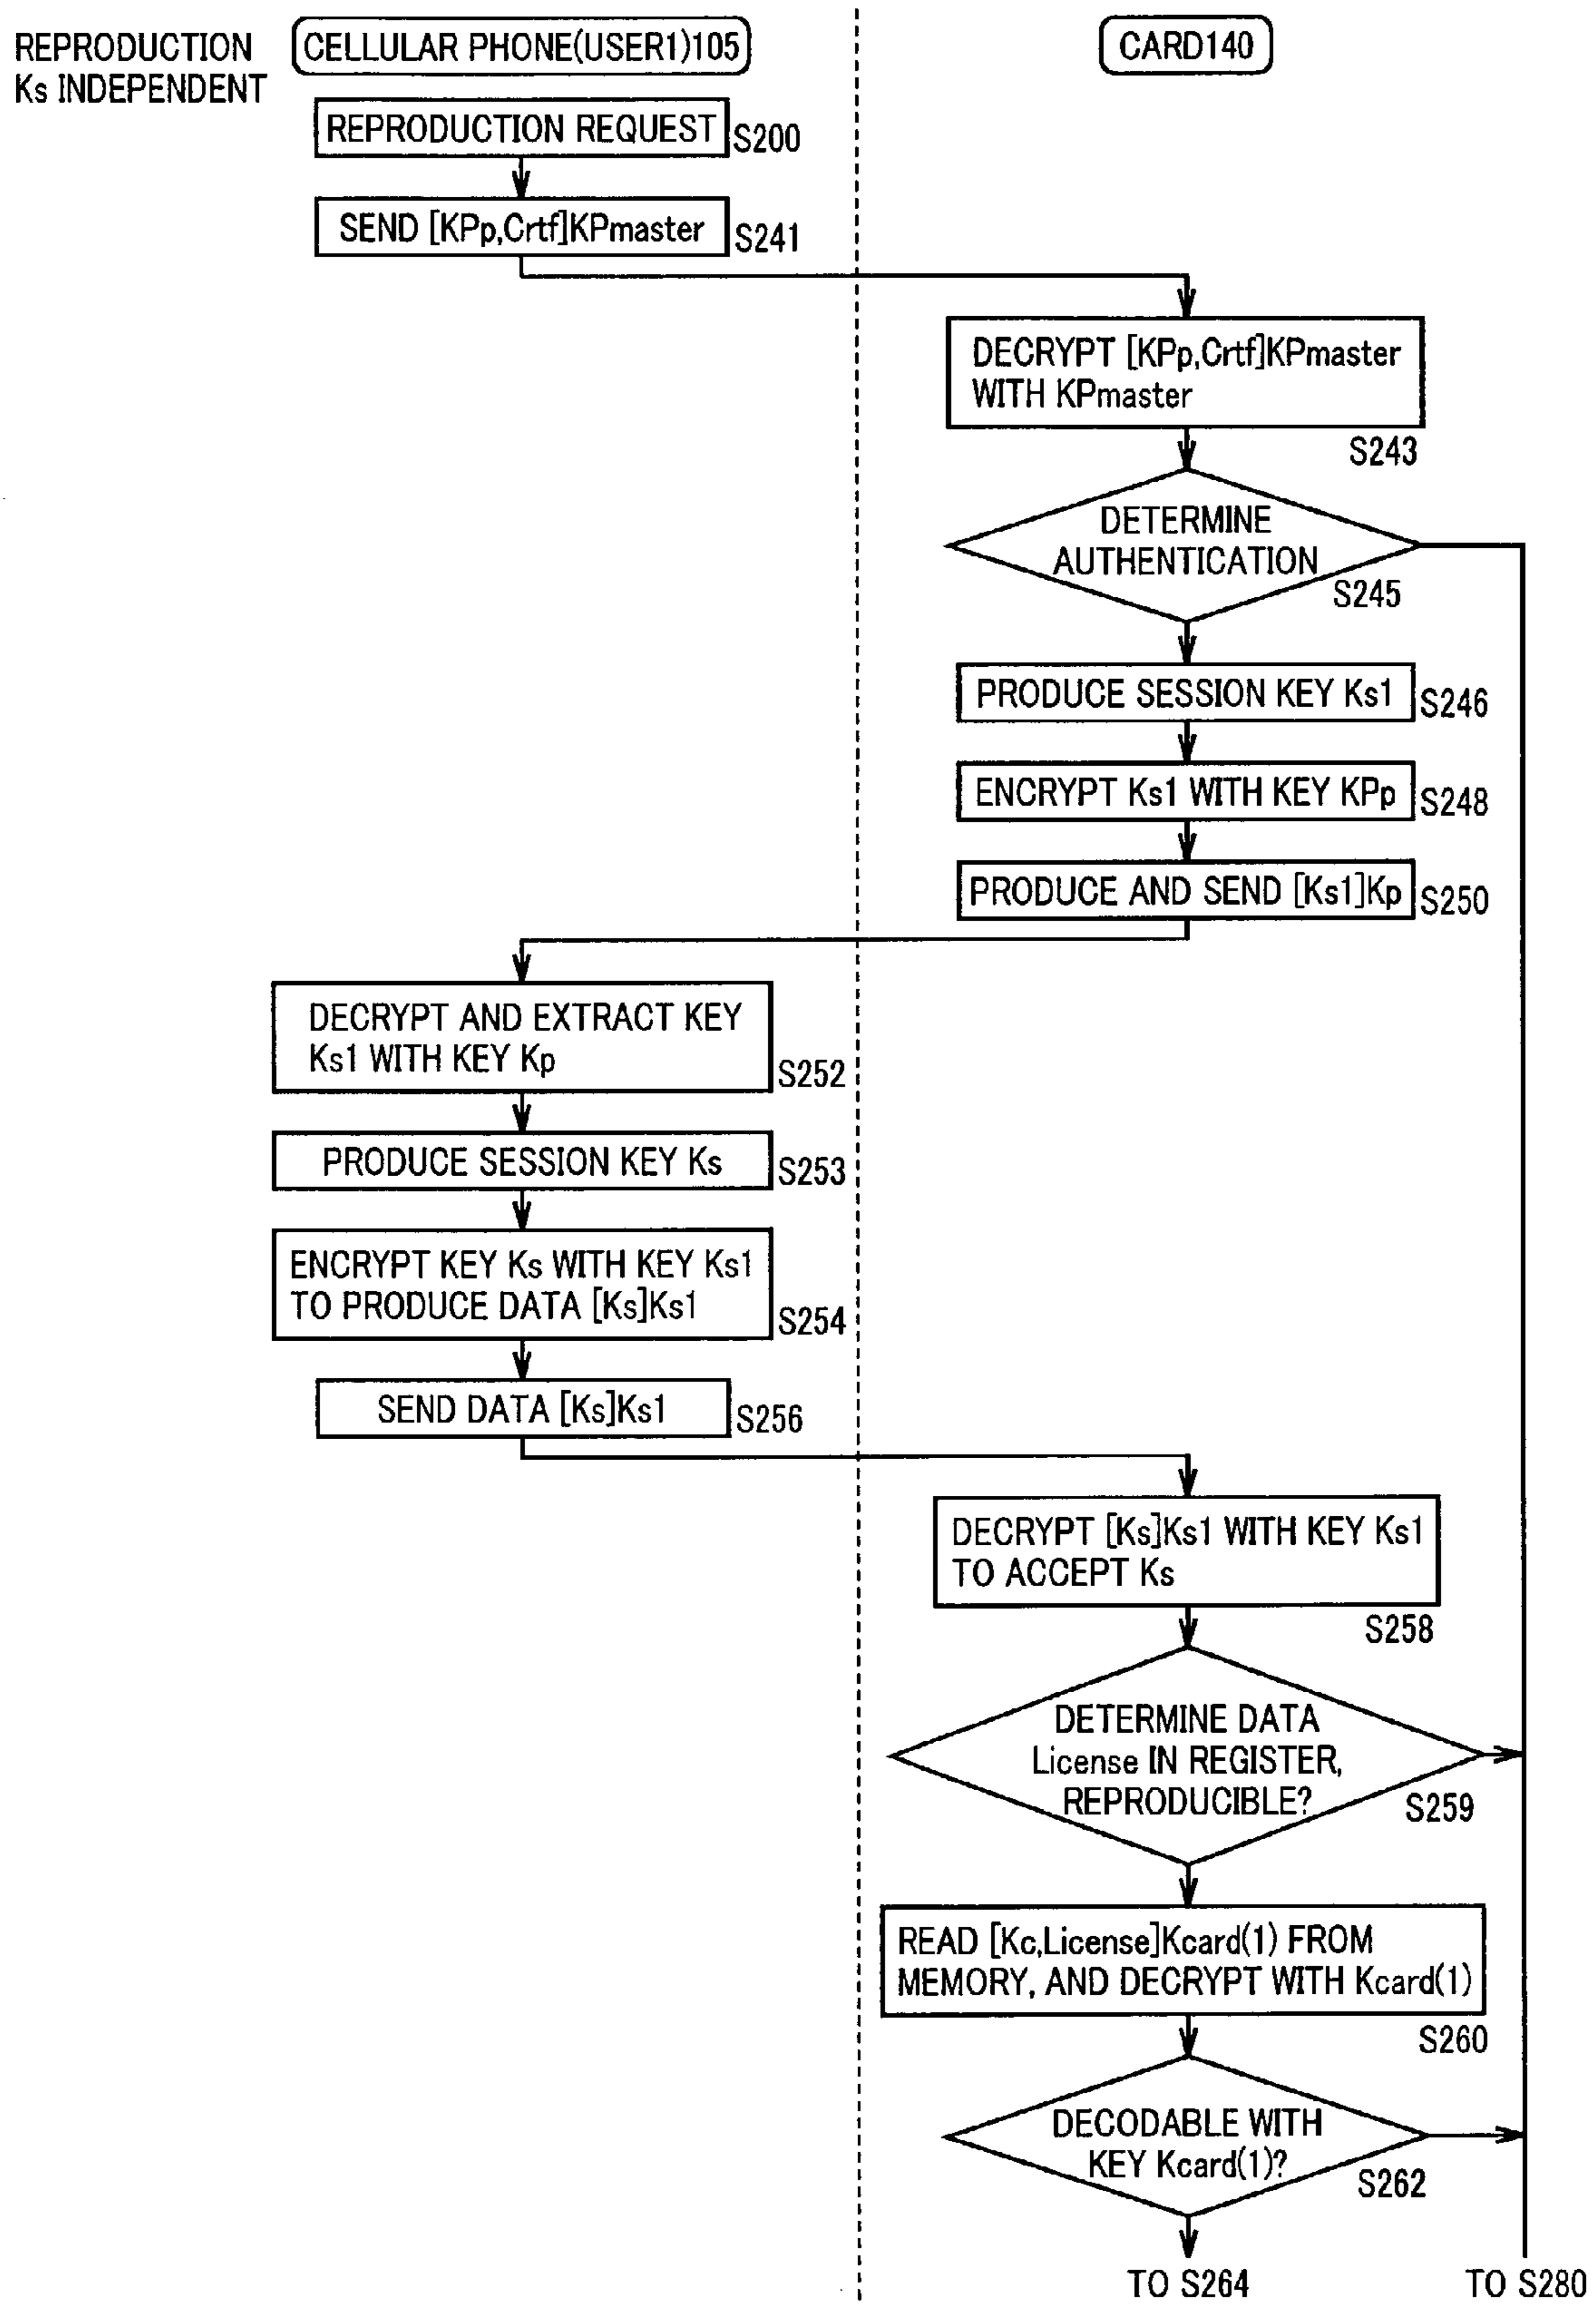 REPRODUCTION
Ks INDEPENDENT
CELLULAR PHONE(USER1)105
CARD140
REPRODUCTION REQUEST
S200
SEND [KPp,Crtf]KPmaster
S241
DECRYPT [KPp,Crtf]KPmaster
WITH KPmaster
S243
DETERMINE
AUTHENTICATION
S245
PRODUCE SESSION KEY Ks1
S246
ENCRYPT Ks1 WITH KEY KPp
S248
PRODUCE AND SEND [Ks1]Kp
S250
DECRYPT AND EXTRACT KEY
Ks1 WITH KEY Kp
S252
PRODUCE SESSION KEY Ks
S253
ENCRYPT KEY Ks WITH KEY Ks1
TO PRODUCE DATA [Ks]Ks1
S254
SEND DATA [Ks]Ks1
S256
DECRYPT [Ks]Ks1 WITH KEY Ks1
TO ACCEPT Ks
S258
DETERMINE DATA
License IN REGISTER,
REPRODUCIBLE?
S259
READ [Kc,License]Kcard(1) FROM
MEMORY, AND DECRYPT WITH Kcard(1)
S260
DECODABLE WITH
KEY Kcard(1)?
S262
TO S264
TO S280